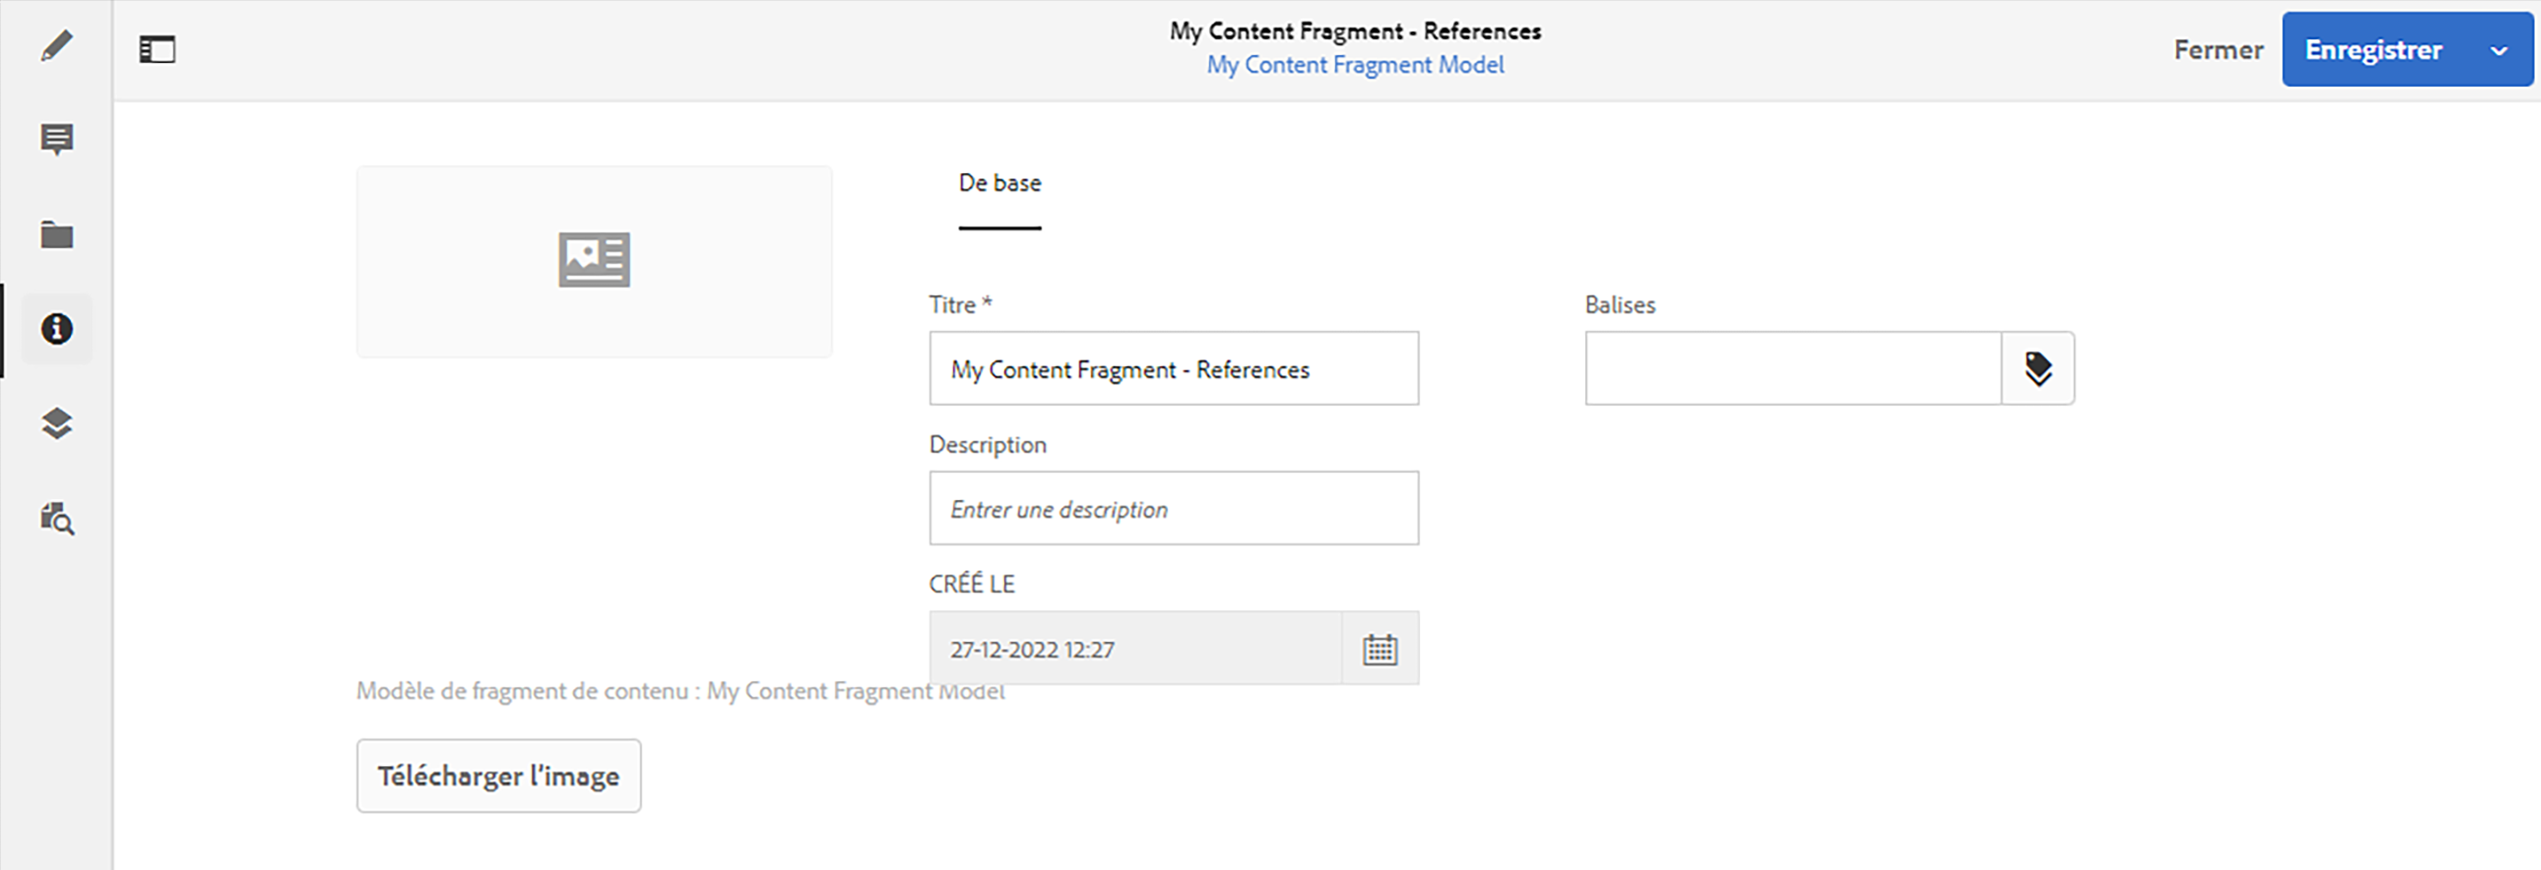 My Content Fragment - References
My Content Fragment Model
Fermer
Enregistrer
De base
Titre *
Balises
My Content Fragment - References
Description
Entrer une description
CRÉÉ LE
27-12-2022 12:27
Modèle de fragment de contenu : My Content Fragment Model
Télécharger l'image